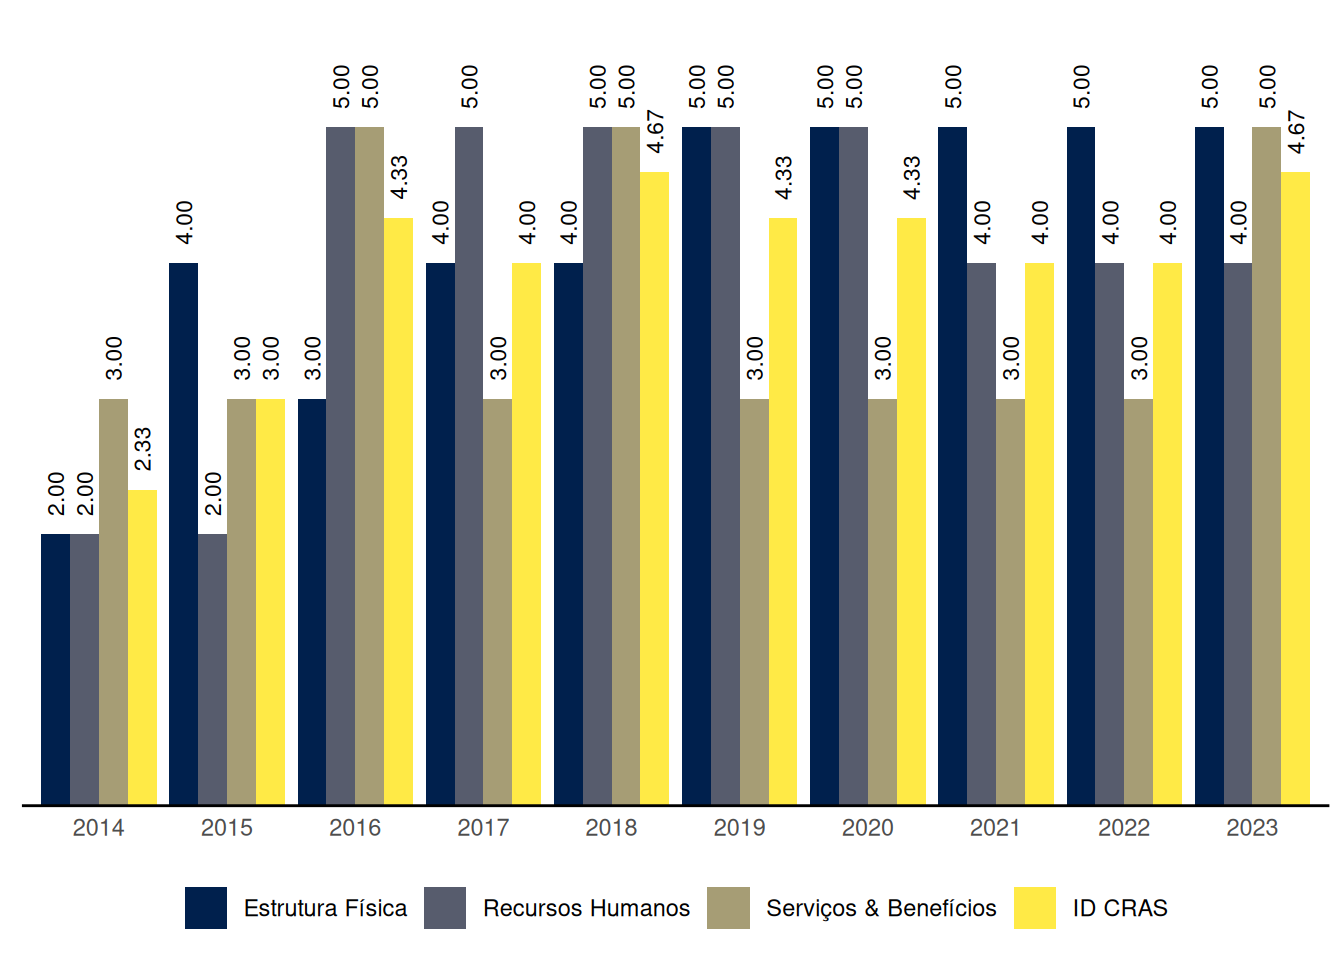 2.00 2.00 3.00 2.33
4.00 2.00 3.00 3.00
3.00 5.00 5.00 4.33
4.00 5.00 3.00 4.00
4.00 5.00 5.00 4.67
5.00 5.00 3.00 4.33
5.00 5.00 3.00 4.33
5.00 4.00 3.00 4.00
5.00 4.00 3.00 4.00
5.00 4.00 5.00 4.67
2014 2015 2016 2017 2018 2019 2020 2021 2022 2023
Estrutura Física Recursos Humanos Serviços & Benefícios ID CRAS